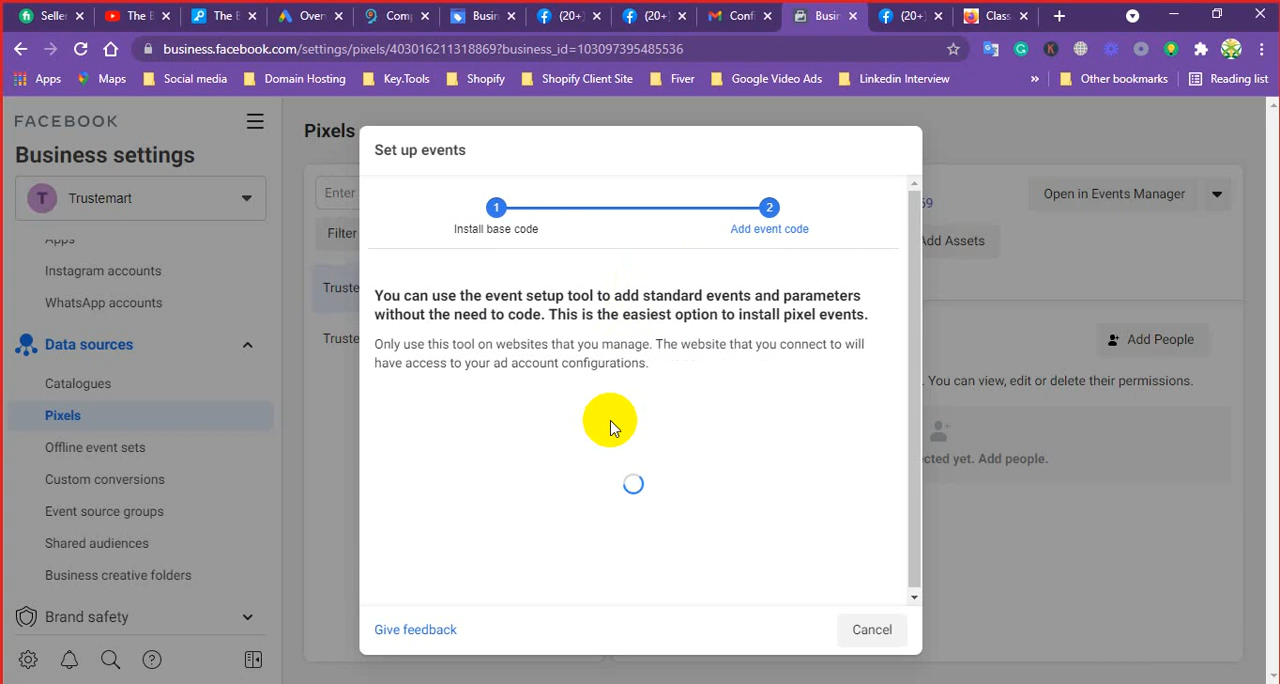 Seller
The E
The E
Over
Com
Busin
(20+
(20+
Conf
Busin
(20+
Class
business.facebook.com/settings/pixels/403016211318869?business_id=103097395485536
Apps
Maps
Social media
Domain Hosting
Key.Tools
Shopify
Shopify Client Site
Fiver
Google Video Ads
Linkedin Interview
»
Other bookmarks
Reading list
FACEBOOK
Business settings
T
Trustemart
Apps
Instagram accounts
WhatsApp accounts
Data sources
Catalogues
Pixels
Offline event sets
Custom conversions
Event source groups
Shared audiences
Business creative folders
Brand safety
Pixels
Enter
Filter
Truste
Truste
Set up events
1
2
Install base code
Add event code
You can use the event setup tool to add standard events and parameters
without the need to code. This is the easiest option to install pixel events.
Only use this tool on websites that you manage. The website that you connect to will
have access to your ad account configurations.
Give feedback
Cancel
59
Open in Events Manager
Add Assets
Add People
. You can view, edit or delete their permissions.
cted yet. Add people.